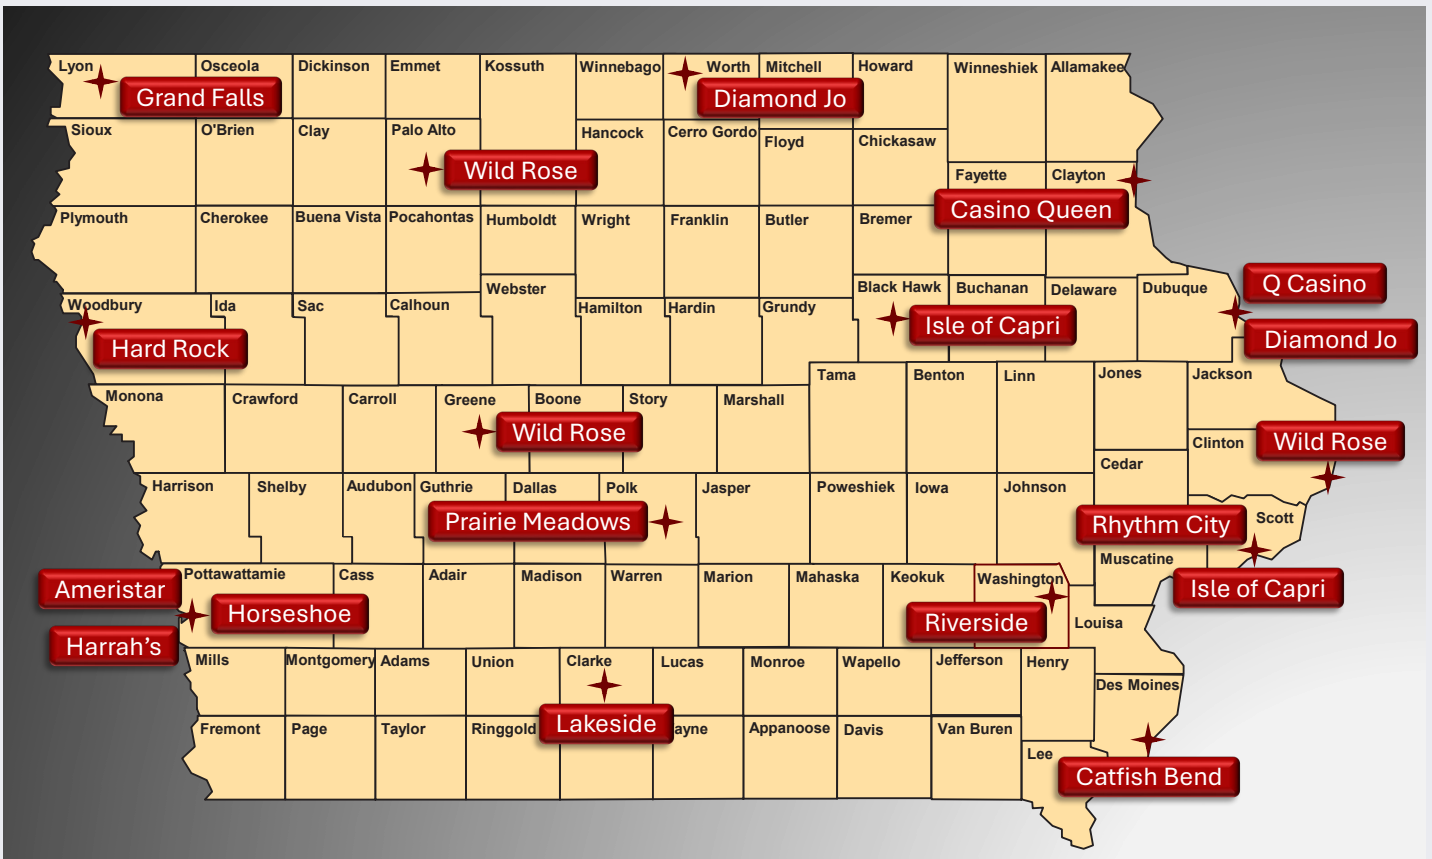 Lyon
Osceola
Dickinson
Emmet
Kossuth
Winnebago
Worth
Mitchell
Howard
Winneshiek
Allamakee
Grand Falls
Diamond Jo
Sioux
O'Brien
Clay
Palo Alto
Hancock
Cerro Gordo
Floyd
Chickasaw
Wild Rose
Fayette
Clayton
Casino Queen
Plymouth
Cherokee
Buena Vista
Pocahontas
Humboldt
Wright
Franklin
Butler
Bremer
Q Casino
Webster
Black Hawk
Buchanan
Delaware
Dubuque
Woodbury
Ida
Sac
Calhoun
Hamilton
Hardin
Grundy
Isle of Capri
Diamond Jo
Hard Rock
Tama
Benton
Linn
Jones
Jackson
Monona
Crawford
Carroll
Greene
Boone
Story
Marshall
Wild Rose
Clinton
Wild Rose
Cedar
Harrison
Shelby
Audubon
Guthrie
Dallas
Polk
Jasper
Poweshiek
Iowa
Johnson
Prairie Meadows
Rhythm City
Scott
Muscatine
Pottawattamie
Cass
Adair
Madison
Warren
Marion
Mahaska
Keokuk
Washington
Ameristar
Isle of Capri
Horseshoe
Riverside
Louisa
Harrah’s
Mills
Montgomery
Adams
Union
Clarke
Lucas
Monroe
Wapello
Jefferson
Henry
Des Moines
Fremont
Page
Taylor
Ringgold
Lakeside
ayne
Appanoose
Davis
Van Buren
Lee
Catfish Bend